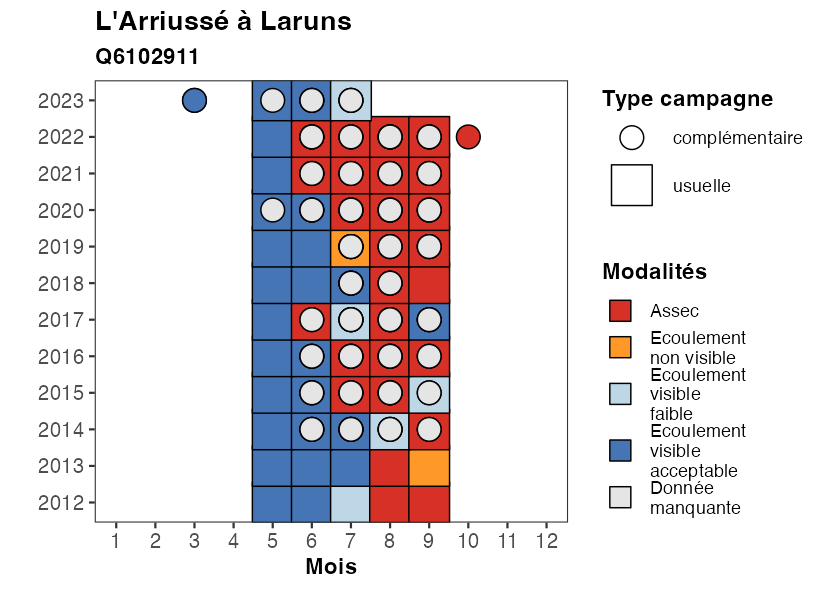 L'Arriussé à Laruns
Q6102911
2023
2022
2021
2020
2019
2018
2017
2016
2015
2014
2013
2012
1 2 3 4 5 6 7 8 9 10 11 12
Mois
Type campagne
complémentaire
usuelle
Modalités
Assec
Ecoulement
non visible
Ecoulement
visible
faible
Ecoulement
visible
acceptable
Donnée
manquante